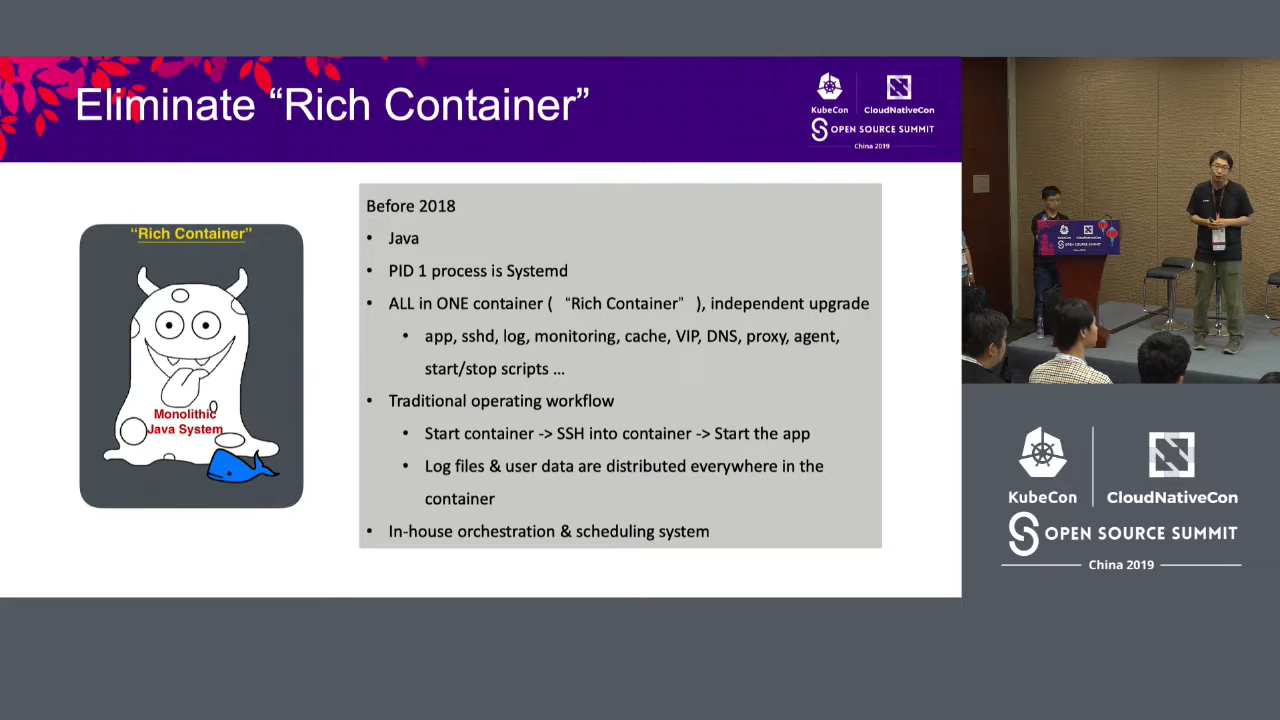 Eliminate “Rich Container”
KubeCon
CloudNativeCon
OPEN SOURCE SUMMIT
China 2019
“Rich Container”
Monolithic
Java System
Before 2018
• Java
• PID 1 process is Systemd
• ALL in ONE container ( “Rich Container” ), independent upgrade
• app, sshd, log, monitoring, cache, VIP, DNS, proxy, agent,
start/stop scripts ...
• Traditional operating workflow
• Start container -> SSH into container -> Start the app
• Log files & user data are distributed everywhere in the
container
• In-house orchestration & scheduling system
KubeCon
CloudNativeCon
OPEN SOURCE SUMMIT
China 2019